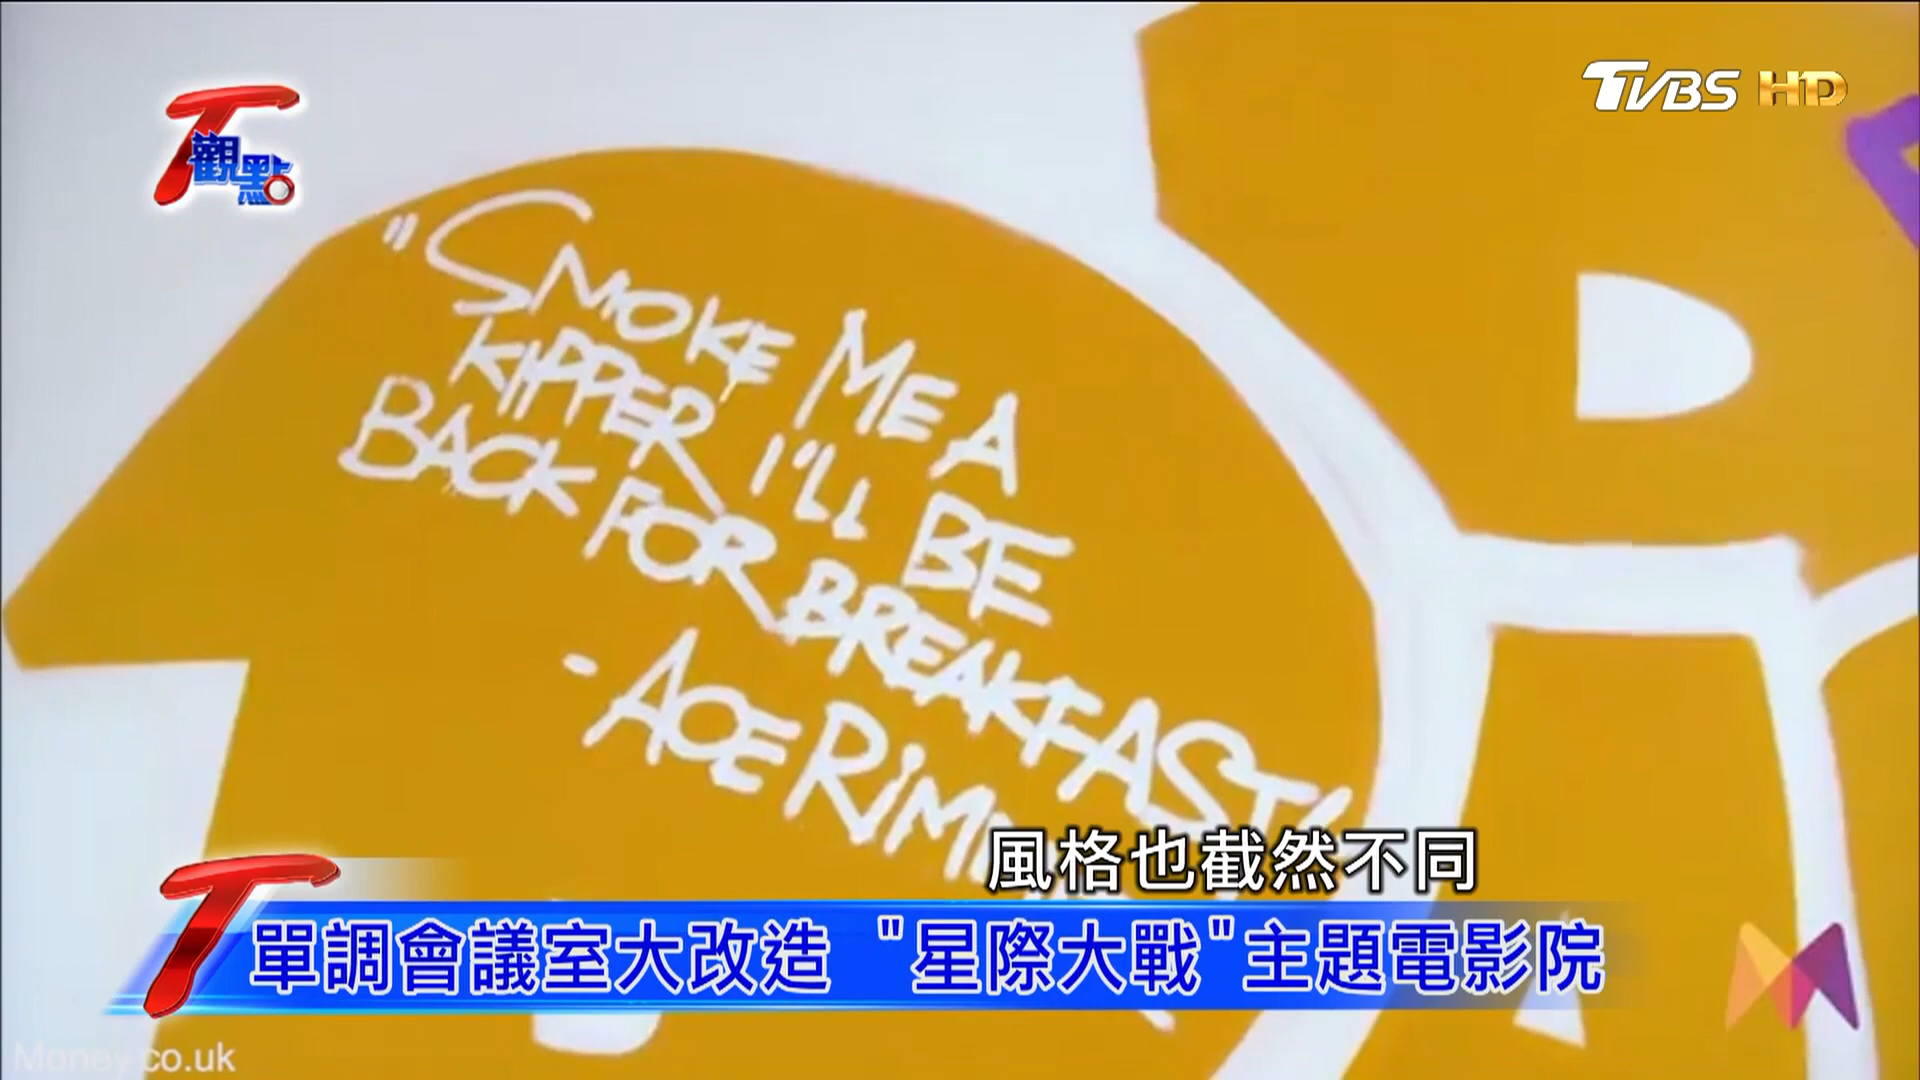 TVBS HD
T觀點
"SMOKE ME A
KIPPER I'LL BE
BACK FOR BREAKFAST!
- ACE RIMM
風格也截然不同
T
單調會議室大改造 "星際大戰"主題電影院
Money.co.uk